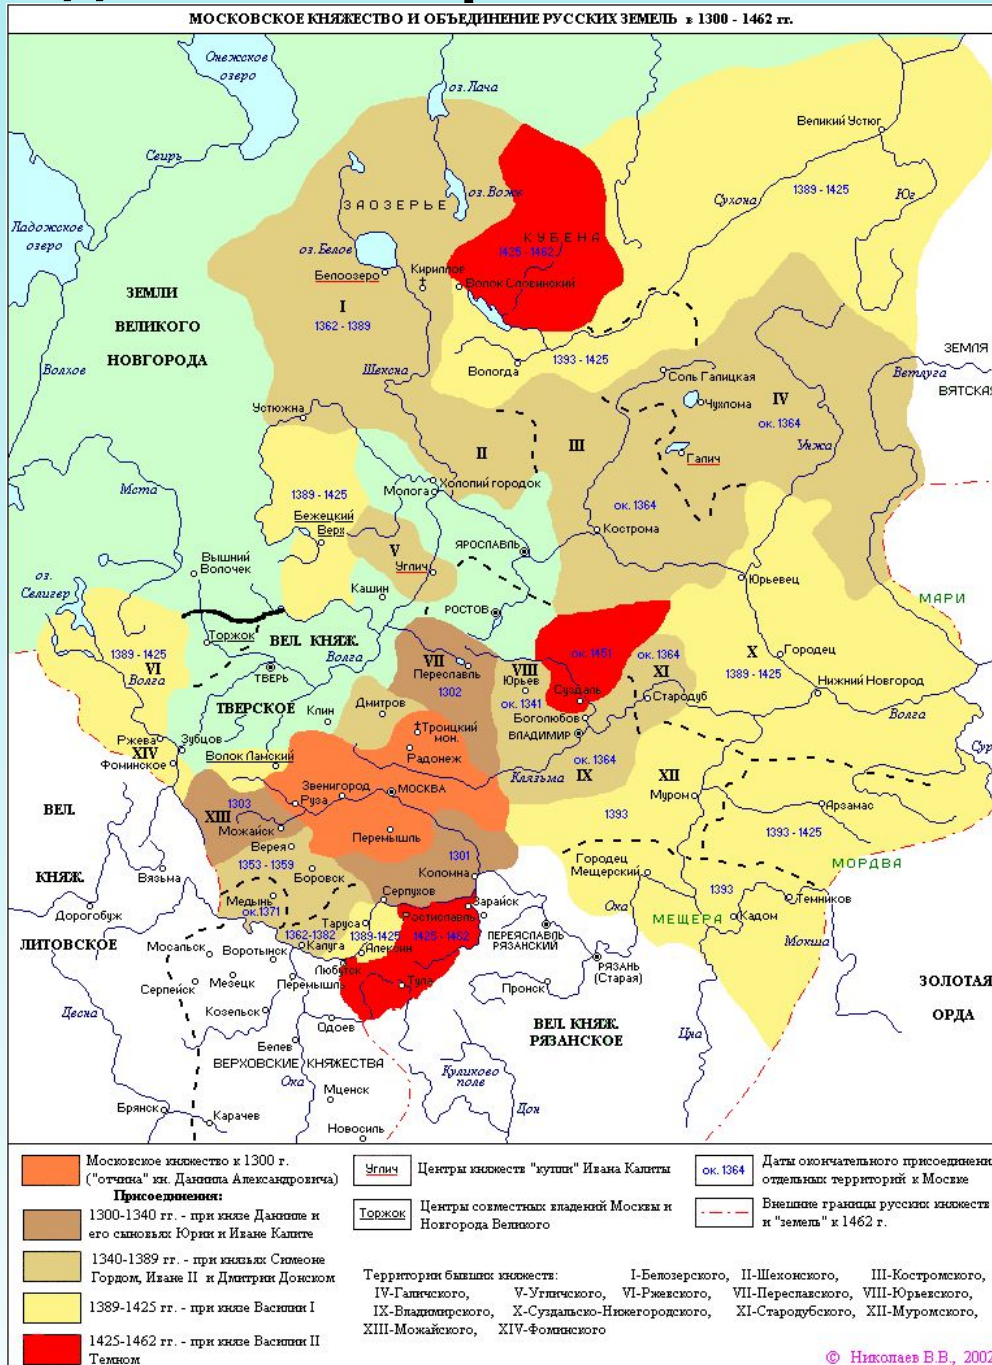 МОСКОВСКОЕ КНЯЖЕСТВО И ОБЪЕДИНЕНИЕ РУССКИХ ЗЕМЕЛЬ в 1300 - 1462 гг.
Онежское
озеро
оз. Лача
Свирь
Великий Устюг
1389 - 1425
Сухона
Юг
Ладожское
озеро
ЗАОЗЕРЬЕ
оз. Воже
КУБЕНА
1425 - 1462
оз. Белое
Белоозеро
Кириллов
Волок Словинский
ЗЕМЛИ
ВЕЛИКОГО
НОВГОРОДА
I
1362 - 1389
1393 - 1425
Вологда
Волхов
Шексна
ЗЕМЛЯ
ВЯТСКАЯ
Ветлуга
Соль Галицкая
Чухлома
IV
ок. 1364
Галич
Унжа
Устюжна
II
III
Мста
1389 - 1425
Бежецкий
Верх
Молога
Холопий городок
ок. 1364
Кострома
V
Углич
ЯРОСЛАВЛЬ
Вышний
Волочек
Кашин
РОСТОВ
Юрьевец
МАРИ
оз.
Селигер
Торжок
ВЕЛ. КНЯЖ.
Волга
1389 - 1425
VI
Волга
ТВЕРЬ
ТВЕРСКОЕ
VII
Переславль
1302
VIII
Юрьев
ок. 1341
ок. 1451
Суздаль
ок. 1364
XI
Стародуб
X
1389 - 1425
Городец
Нижний Новгород
Волга
Боголюбов
ВЛАДИМИР
Клин
Дмитров
Троицкий
мон.
Радонеж
Ржева
Зубцов
XIV
Фоминское
Волок Ламский
Клязьма
ок. 1364
IX
XII
Муром
Арзамас
Сур
ВЕЛ.
КНЯЖ.
ЛИТОВСКОЕ
1303
XIII
Звенигород
Руза
МОСКВА
Можайск
Верея
Перемышль
1393
1393 - 1425
Вязьма
Дорогобуж
1353 - 1359
Боровск
1301
Коломна
Городец
Мещерский
МОРДВА
Медынь
ок.1371
Серпухов
Таруса
Ростиславль
Зарайск
1393
Темников
Ока
МЕЩЕРА
Кадом
Мокша
1362-1382
Калуга
1389-1425
Алексин
1425 - 1462
ПЕРЕЯСЛАВЛЬ
РЯЗАНСКИЙ
Мосальск
Воротынск
Любутск
Тула
РЯЗАНЬ
(Старая)
Серпейск
Мезецк
Перемышль
Пронск
ЗОЛОТАЯ
ОРДА
Десна
Козельск
Одоев
ВЕЛ. КНЯЖ.
РЯЗАНСКОЕ
Цна
Белев
ВЕРХОВСКИЕ КНЯЖЕСТВА
Ока
Куликово
поле
Мценск
Дон
Брянск
Карачев
Новосиль
Московское княжество к 1300 г.
("отчина" кн. Даниила Александровича)
Присоединения:
1300-1340 гг. - при князе Данииле и
его сыновьях Юрии и Иване Калите
1340-1389 гг. - при князьях Симеоне
Гордом, Иване II и Дмитрии Донском
1389-1425 гг. - при князе Василии I
1425-1462 гг. - при князе Василии II
Темном
Углич
Центры княжеств "купли" Ивана Калиты
Торжок
Центры совместных владений Москвы и
Новгорода Великого
ок. 1364
Даты окончательного присоединения
отдельных территорий к Москве
Внешние границы русских княжеств
и "земель" к 1462 г.
Территории бывших княжеств: I-Белозерского, II-Шехонского, III-Костромского,
IV-Галичского, V-Угличского, VI-Ржевского, VII-Переславского, VIII-Юрьевского,
IX-Владимирского, X-Суздальско-Нижегородского, XI-Стародубского, XII-Муромского,
XIII-Можайского, XIV-Фоминского
© Николаев В.В., 2002